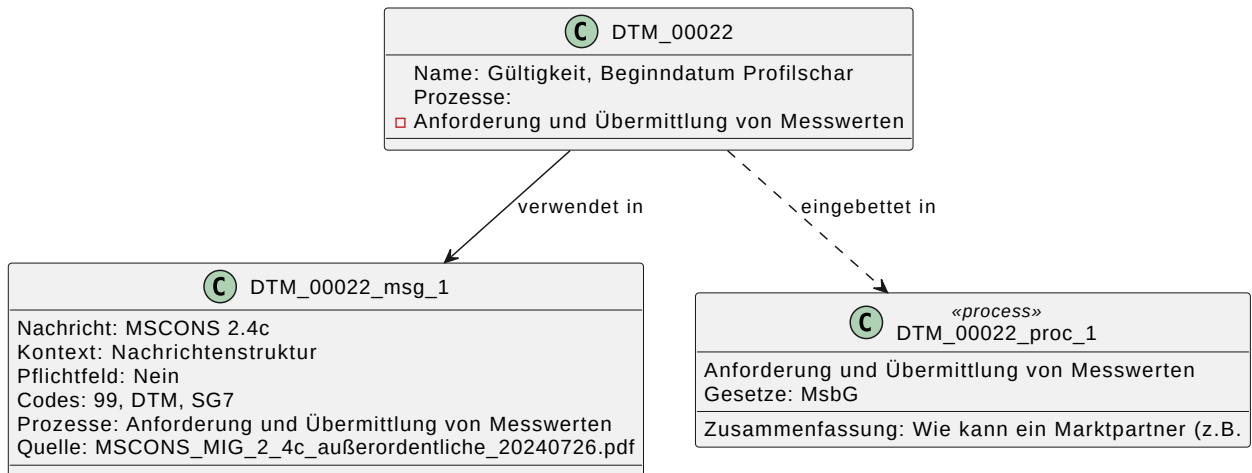 C DTM_00022
Name: Gültigkeit, Beginndatum Profilschar
Prozesse:
Anforderung und Übermittlung von Messwerten
verwendet in
eingebettet in
C DTM_00022_msg_1
Nachricht: MSCONS 2.4c
Kontext: Nachrichtenstruktur
Pflichtfeld: Nein
Codes: 99, DTM, SG7
Prozesse: Anforderung und Übermittlung von Messwerten
Quelle: MSCONS_MIG_2_4c_außerordentliche_20240726.pdf
C «process»
DTM_00022_proc_1
Anforderung und Übermittlung von Messwerten
Gesetze: MsbG
Zusammenfassung: Wie kann ein Marktpartner (z.B.